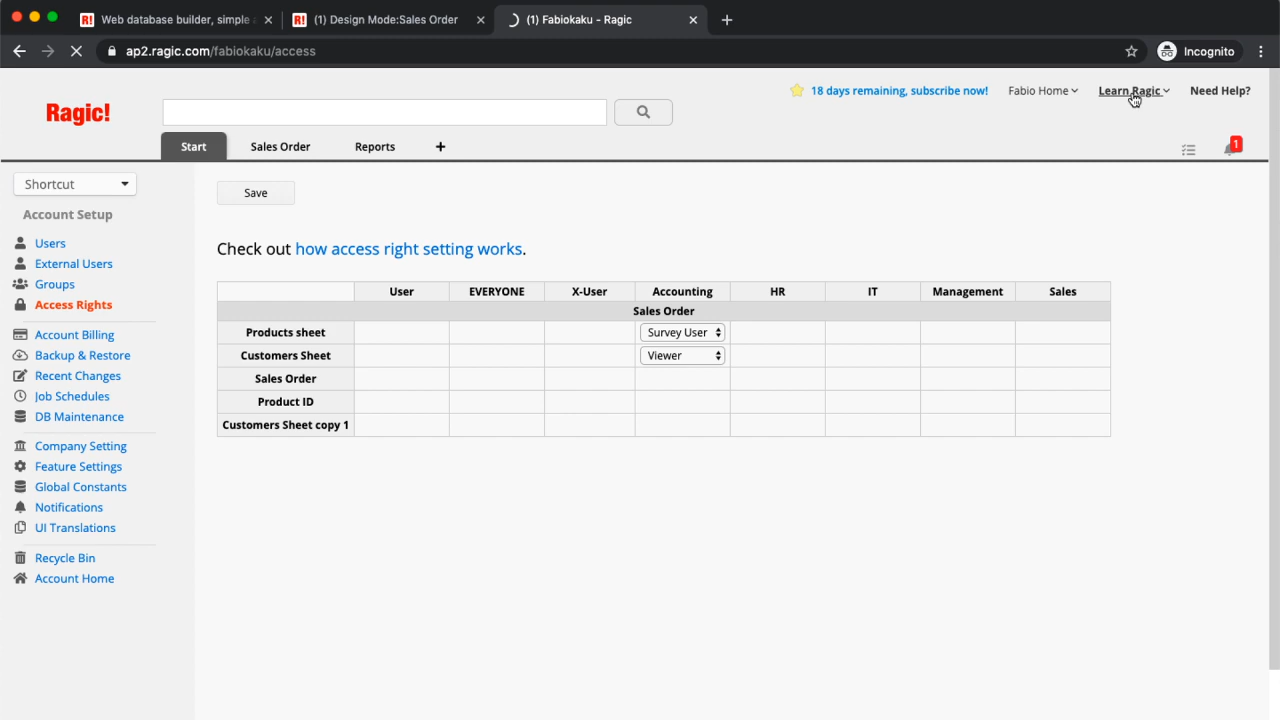 Web database builder, simple
(1) Design Mode:Sales Order
(1) Fabiokaku - Ragic
ap2.ragic.com/fabiokaku/access
Incognito
18 days remaining, subscribe now!
Fabio Home
Learn Ragic
Need Help?
Ragic!
Start
Sales Order
Reports
1
Shortcut
Save
Account Setup
Users
External Users
Groups
Access Rights
Account Billing
Backup & Restore
Recent Changes
Job Schedules
DB Maintenance
Company Setting
Feature Settings
Global Constants
Notifications
UI Translations
Recycle Bin
Account Home
Check out how access right setting works.
User EVERYONE X-User Accounting HR IT Management Sales
Sales Order
Products sheet Survey User
Customers Sheet Viewer
Sales Order
Product ID
Customers Sheet copy 1